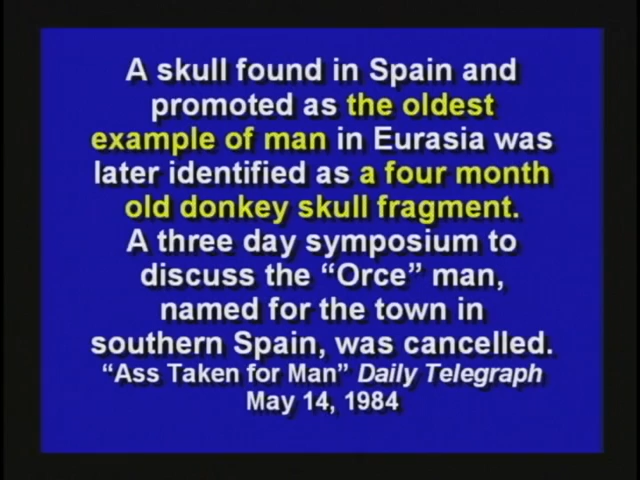 A skull found in Spain and
promoted as the oldest
example of man in Eurasia was
later identified as a four month
old donkey skull fragment.
A three day symposium to
discuss the “Orce” man,
named for the town in
southern Spain, was cancelled.
“Ass Taken for Man” Daily Telegraph
May 14, 1984